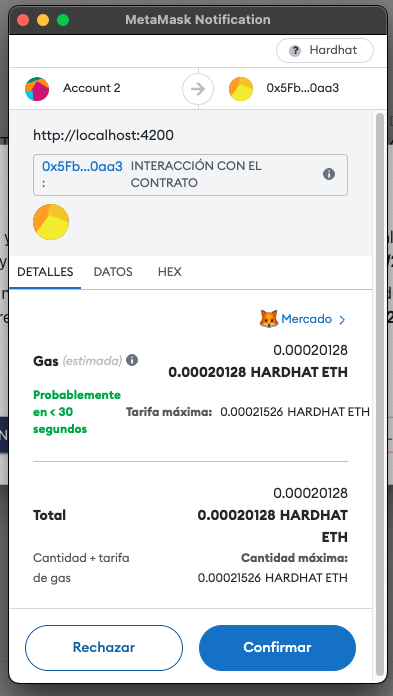 MetaMask Notification
? Hardhat
Account 2
0x5Fb...0aa3
http://localhost:4200
0x5Fb...0aa3 INTERACCIÓN CON EL
: CONTRATO
DETALLES DATOS HEX
Mercado >
0.00020128
Gas (estimada) 0.00020128 HARDHAT ETH
Probablemente
en < 30 Tarifa máxima: 0.00021526 HARDHAT ETH
segundos
0.00020128
Total 0.00020128 HARDHAT
ETH
Cantidad + tarifa Cantidad máxima:
de gas 0.00021526 HARDHAT ETH
Rechazar Confirmar